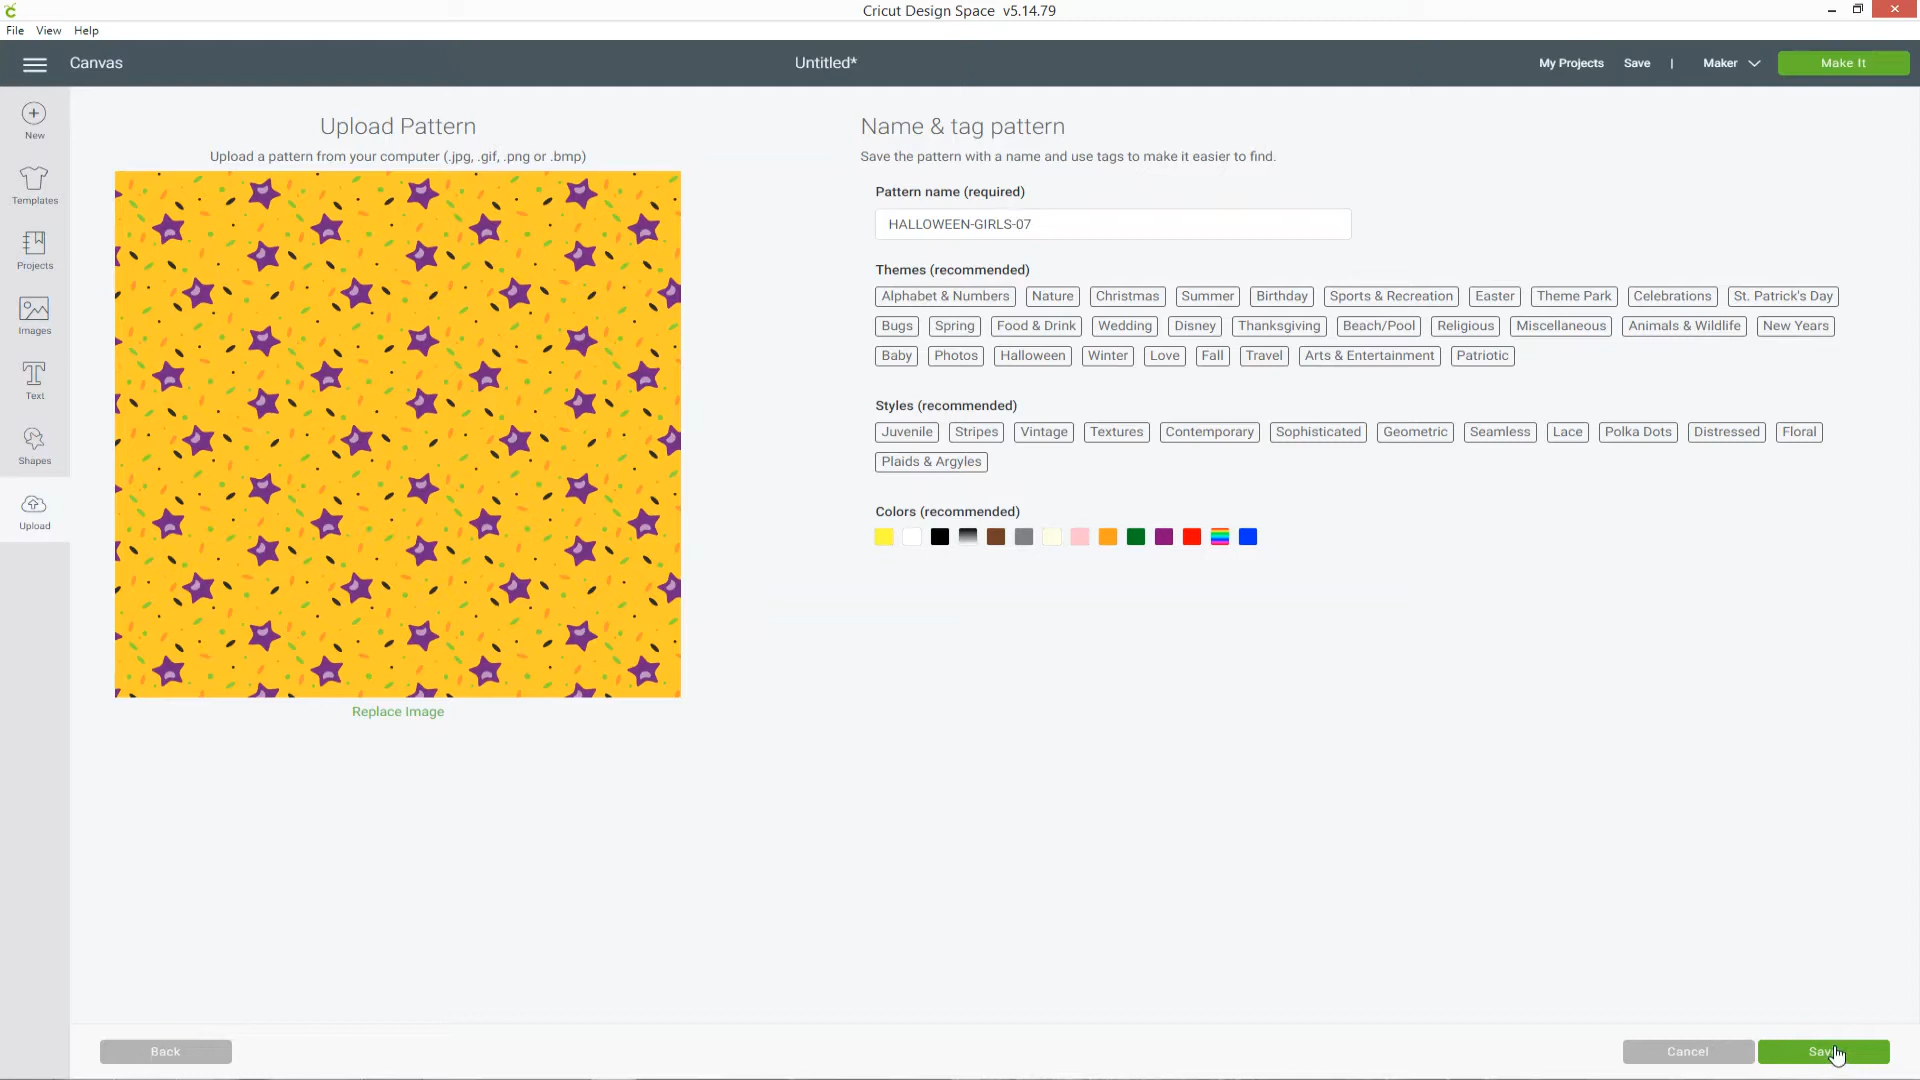 Cricut Design Space v5.14.79
File View Help
Canvas
Untitled*
My Projects Save | Maker Make It
New
Templates
Projects
Images
Text
Shapes
Upload
Upload Pattern
Upload a pattern from your computer (.jpg, .gif, .png or .bmp)
Replace Image
Name & tag pattern
Save the pattern with a name and use tags to make it easier to find.
Pattern name (required)
HALLOWEEN-GIRLS-07
Themes (recommended)
Alphabet & Numbers Nature Christmas Summer Birthday Sports & Recreation Easter Theme Park Celebrations St. Patrick's Day
Bugs Spring Food & Drink Wedding Disney Thanksgiving Beach/Pool Religious Miscellaneous Animals & Wildlife New Years
Baby Photos Halloween Winter Love Fall Travel Arts & Entertainment Patriotic
Styles (recommended)
Juvenile Stripes Vintage Textures Contemporary Sophisticated Geometric Seamless Lace Polka Dots Distressed Floral
Plaids & Argyles
Colors (recommended)
Back
Cancel